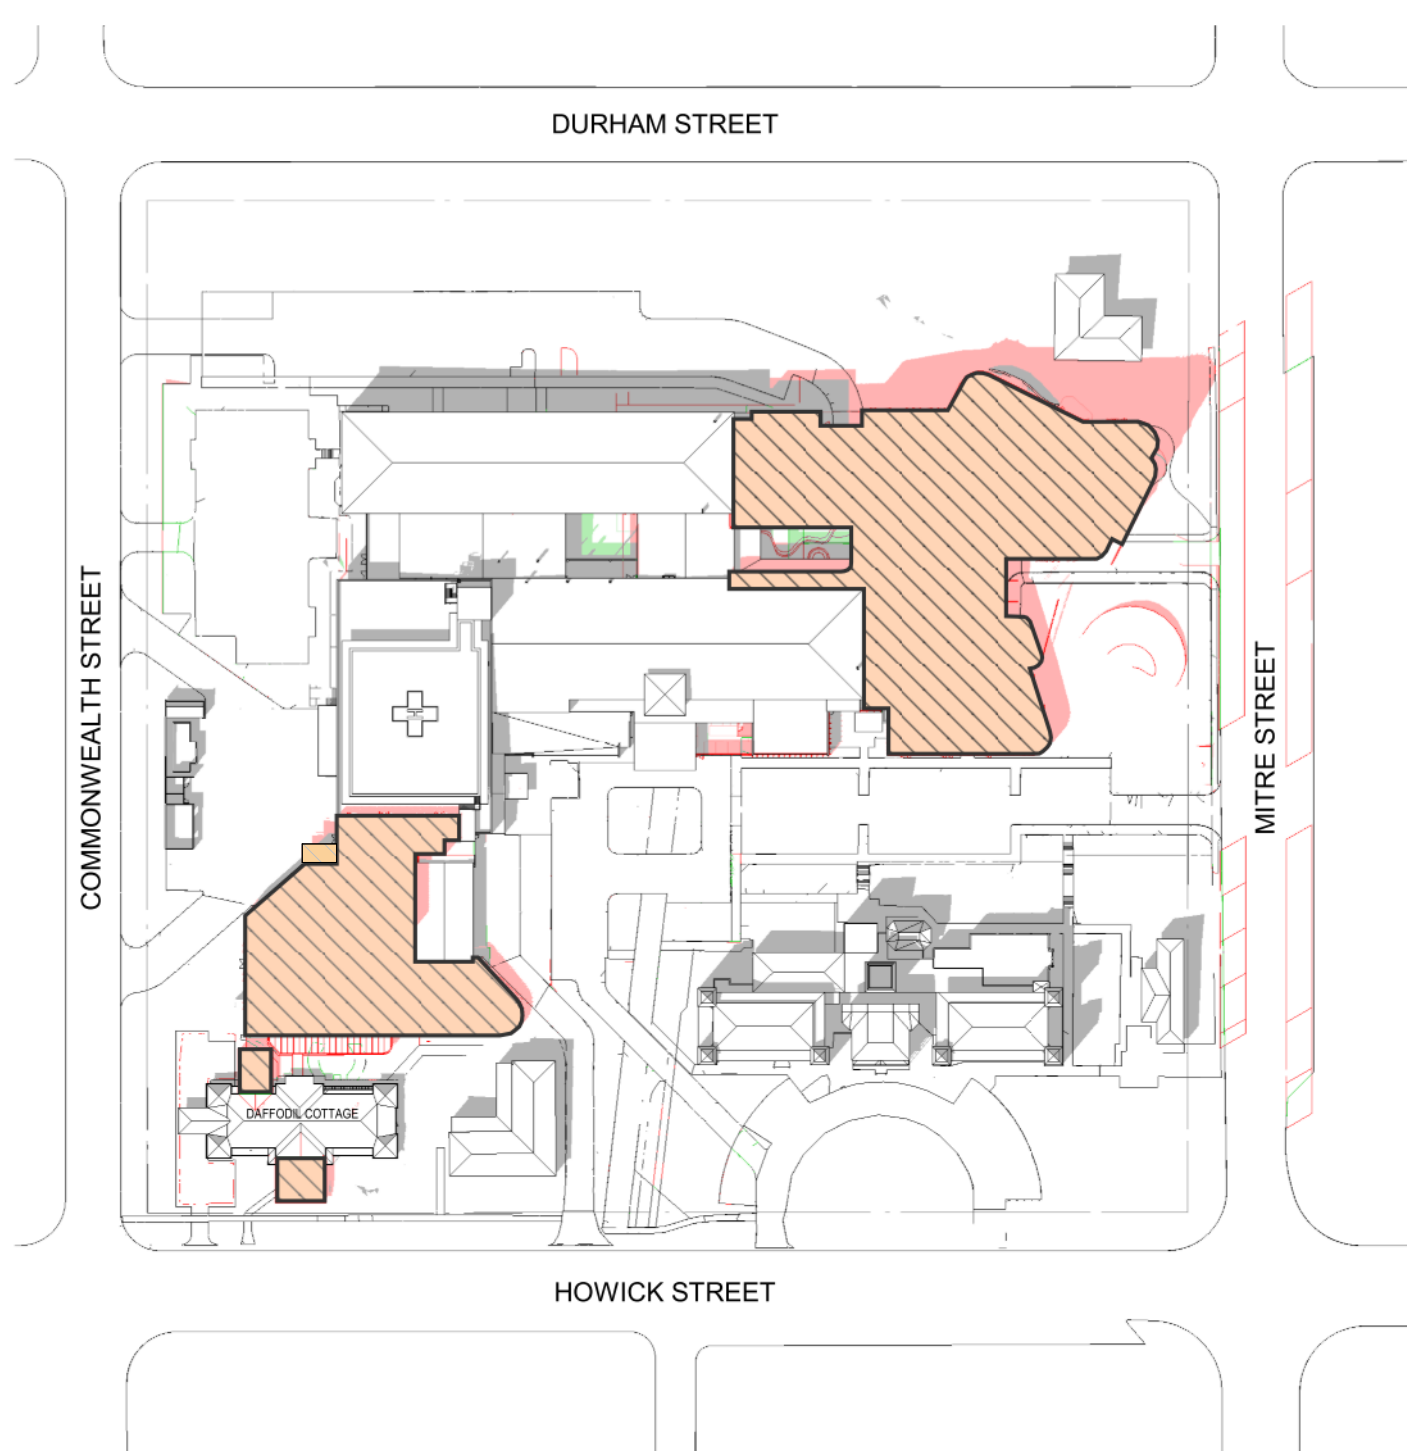 DURHAM STREET
COMMONWEALTH STREET
MITRE STREET
H
DAFFODIL COTTAGE
HOWICK STREET